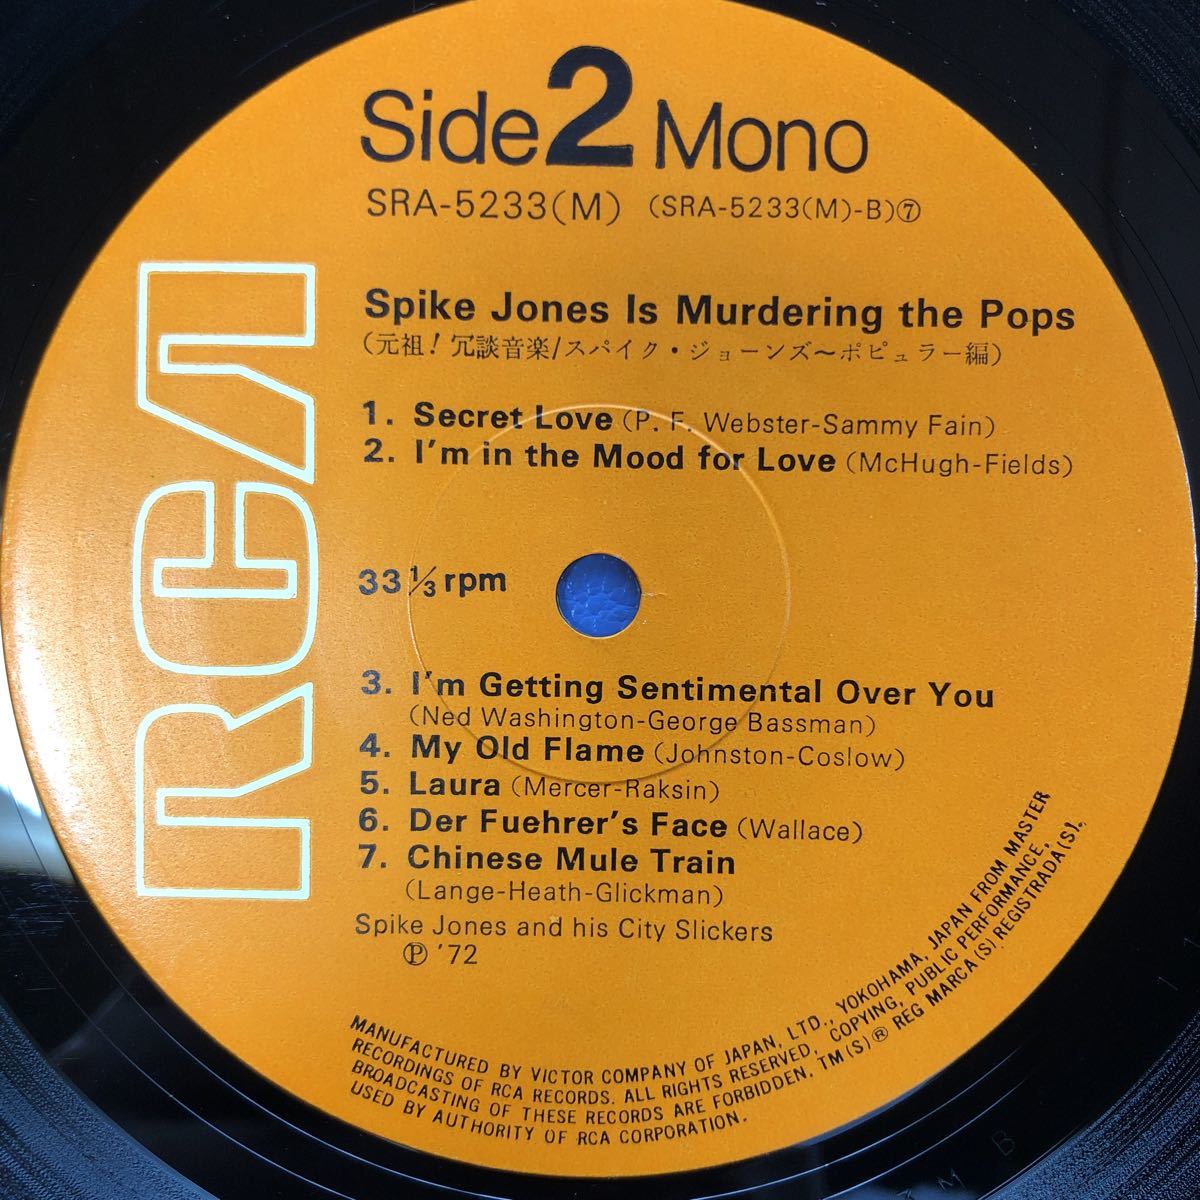 Side 2 Mono
SRA-5233(M) (SRA-5233(M)-B)⑦
RCA
Spike Jones Is Murdering the Pops
(元祖！冗談音楽/スパイク・ジョーンズ〜ポピュラー編)
1. Secret Love (P. F. Webster-Sammy Fain)
2. I'm in the Mood for Love (McHugh-Fields)
33 1/3 rpm
3. I'm Getting Sentimental Over You
(Ned Washington-George Bassman)
4. My Old Flame (Johnston-Coslow)
5. Laura (Mercer-Raksin)
6. Der Fuehrer's Face (Wallace)
7. Chinese Mule Train
(Lange-Heath-Glickman)
Spike Jones and his City Slickers
Ⓟ '72
MANUFACTURED BY VICTOR COMPANY OF JAPAN, LTD., YOKOHAMA, JAPAN FROM MASTER
RECORDINGS OF RCA RECORDS. ALL RIGHTS RESERVED, COPYING, PUBLIC PERFORMANCE,
BROADCASTING OF THESE RECORDS ARE FORBIDDEN. TM(S)® REG MARCA(S) REGISTRADA(S).
USED BY AUTHORITY OF RCA CORPORATION.